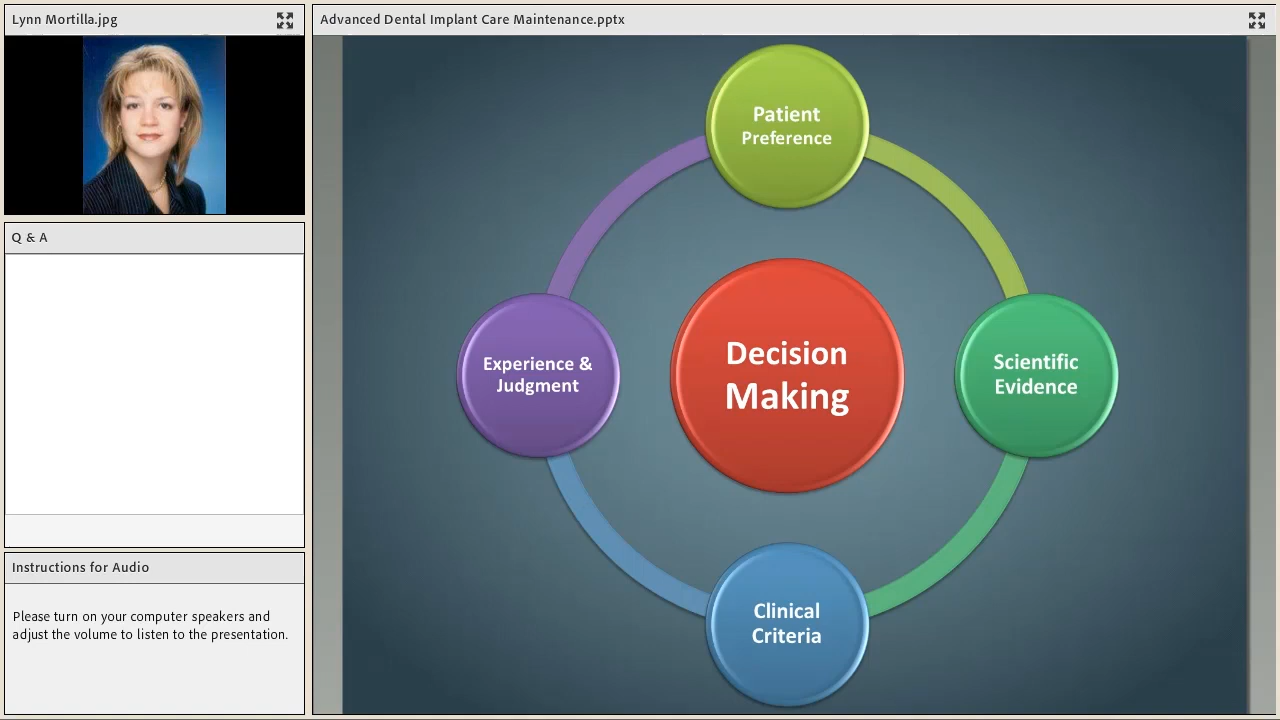 Lynn Mortilla.jpg
Q & A
Instructions for Audio
Please turn on your computer speakers and
adjust the volume to listen to the presentation.
Advanced Dental Implant Care Maintenance.pptx
Patient
Preference
Experience &
Judgment
Decision
Making
Scientific
Evidence
Clinical
Criteria